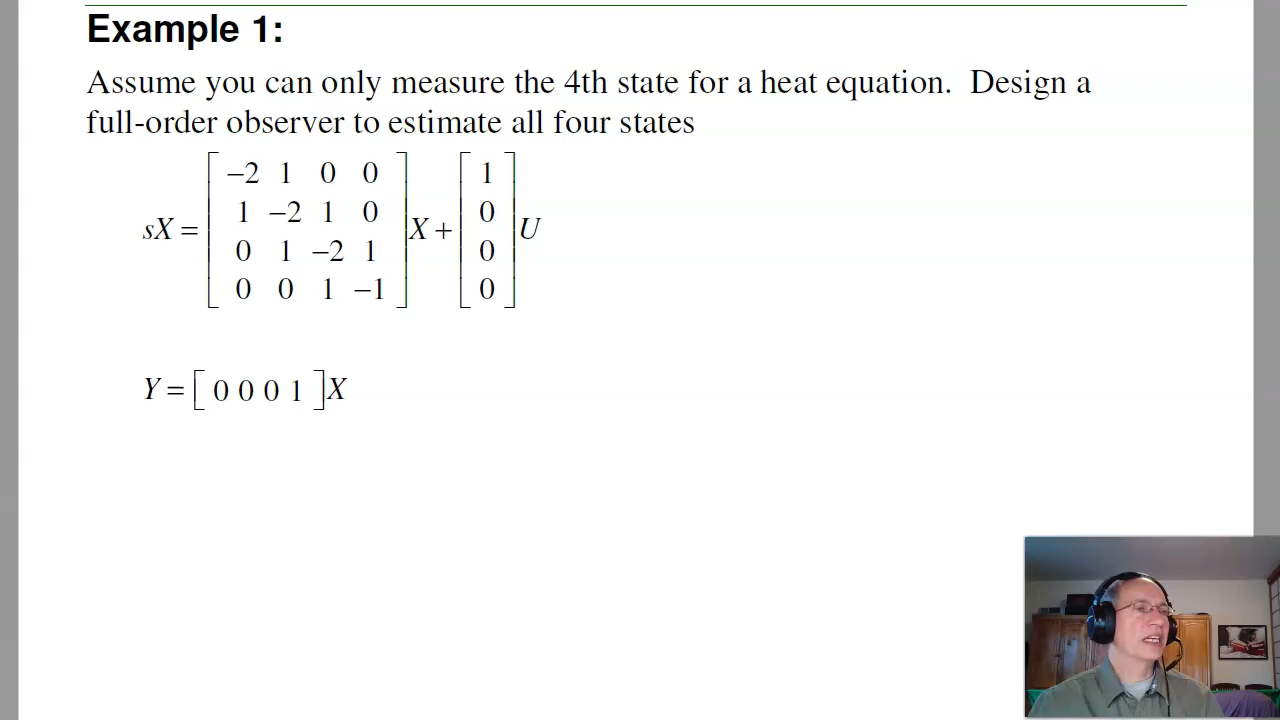 Example 1:
Assume you can only measure the 4th state for a heat equation. Design a
full-order observer to estimate all four states
sX = [ −2 1 0 0 ; 1 −2 1 0 ; 0 1 −2 1 ; 0 0 1 −1 ] X + [ 1 ; 0 ; 0 ; 0 ] U
Y = [ 0 0 0 1 ] X